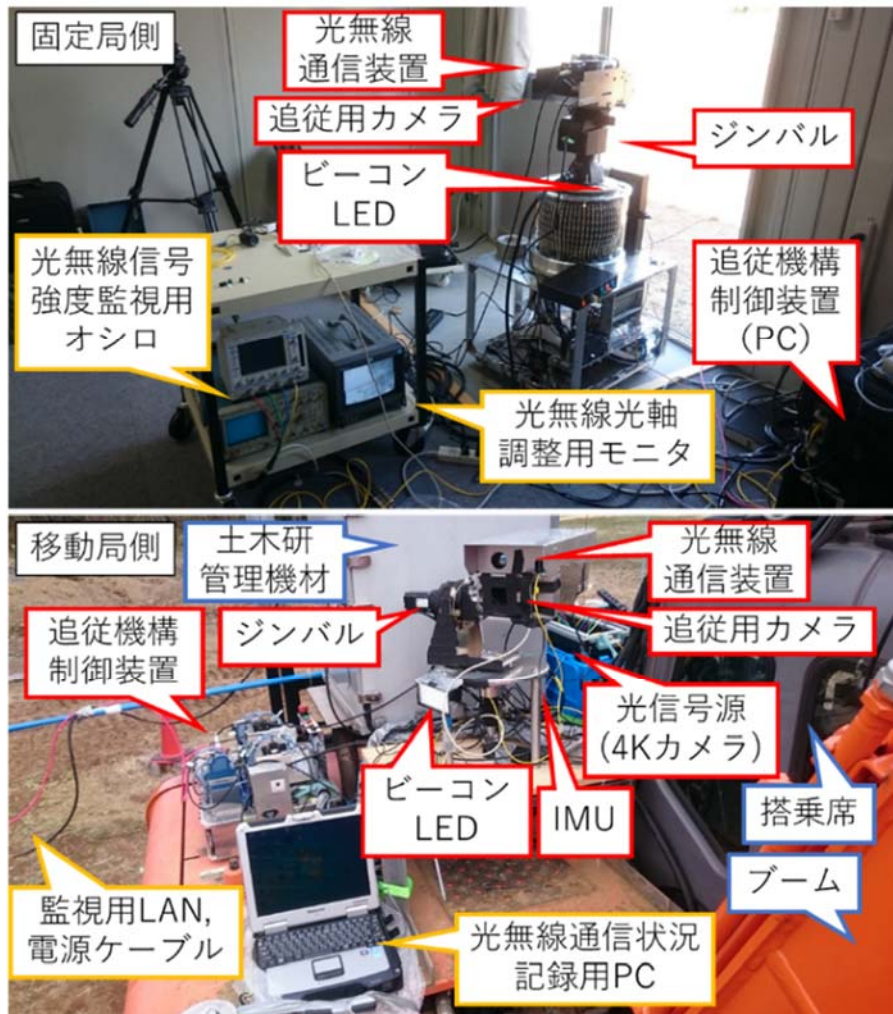 固定局側
光無線
通信装置
追従用カメラ
ジンバル
ビーコン
LED
光無線信号
強度監視用
オシロ
追従機構
制御装置
(PC)
光無線光軸
調整用モニタ
移動局側
土木研
管理機材
光無線
通信装置
追従機構
制御装置
ジンバル
追従用カメラ
光信号源
(4Kカメラ)
ビーコン
LED
IMU
搭乗席
ブーム
監視用LAN,
電源ケーブル
光無線通信状況
記録用PC